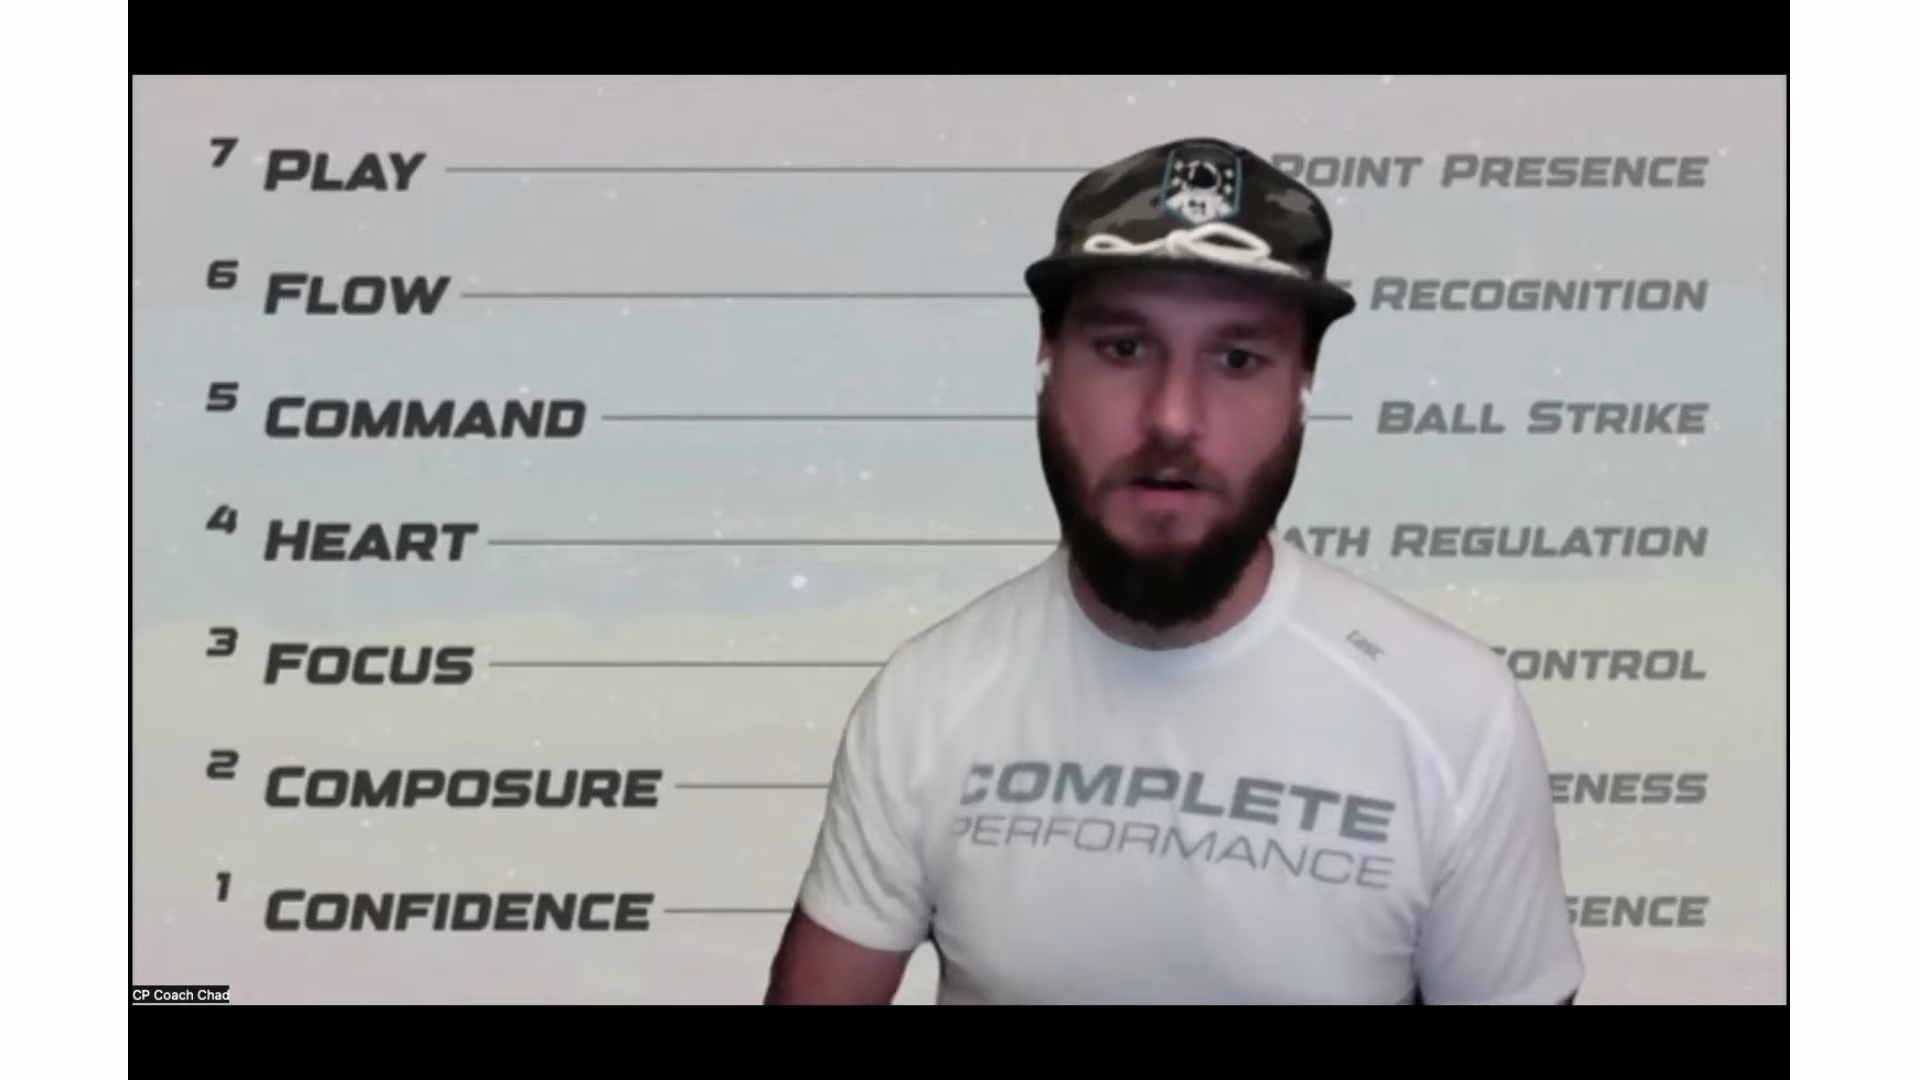 7 PLAY POINT PRESENCE
6 FLOW RECOGNITION
5 COMMAND BALL STRIKE
4 HEART ATH REGULATION
3 FOCUS CONTROL
2 COMPOSURE ENESS
1 CONFIDENCE SENCE
COMPLETE
PERFORMANCE
CP Coach Chad